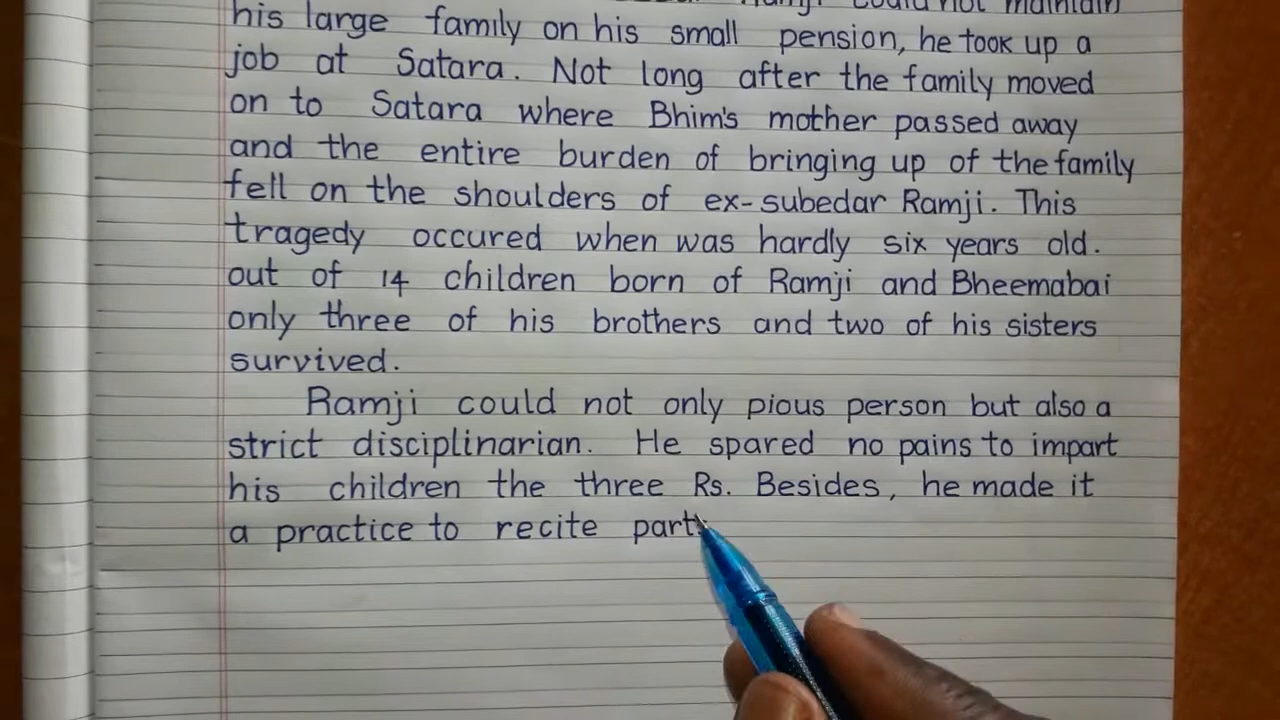 Ramji could not maintain
his large family on his small pension, he took up a
job at Satara. Not long after the family moved
on to Satara where Bhim's mother passed away
and the entire burden of bringing up of the family
fell on the shoulders of ex-subedar Ramji. This
tragedy occured when was hardly six years old.
out of 14 children born of Ramji and Bheemabai
only three of his brothers and two of his sisters
survived.
Ramji could not only pious person but also a
strict disciplinarian. He spared no pains to impart
his children the three Rs. Besides, he made it
a practice to recite part